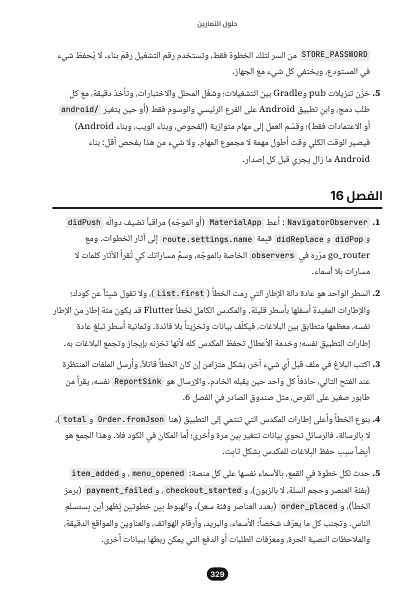 حلول التمارين
STORE_PASSWORD من السر لتلك الخطوة فقط، وتستخدم رقم التشغيل رقمَ بناء. لا يُحفظ شيء
في المستودع، ويختفي كل شيء مع الجهاز.
5. خزّن تنزيلات pub وGradle بين التشغيلات؛ وشغّل المحلل والاختبارات، وتأخذ دقيقة، مع كل
طلب دمج، وابنِ تطبيق Android على الفرع الرئيسي والوسوم فقط (أو حين يتغير android/
أو الاعتمادات فقط)؛ وقسّم العمل إلى مهام متوازية (الفحوص، وبناء الويب، وبناء Android)
فيصير الوقت الكلي وقت أطول مهمة لا مجموع المهام. ولا شيء من هذا يفحص أقل: بناء
Android ما زال يجري قبل كل إصدار.
الفصل 16
1. NavigatorObserver : أعطِ MaterialApp (أو الموجّه) مراقباً تضيف دوالّه didPush
و didPop و didReplace قيمة route.settings.name إلى آثار الخطوات. ومع
go_router مرّره في observers الخاصة بالموجّه، وسمِّ مساراتك كي تُقرأ الآثار كلمات لا
مسارات بلا أسماء.
2. السطر الواحد هو عادة دالة الإطار التي رمت الخطأ ( List.first )، ولا تقول شيئاً عن كودك؛
والإطارات المفيدة أسفلها بأسطر قليلة. والمكدس الكامل لخطأ Flutter قد يكون مئة إطار من الإطار
نفسه، معظمها متطابق بين البلاغات، فيكلّف بيانات وتخزيناً بلا فائدة. وثمانية أسطر تبلغ عادة
إطارات التطبيق نفسه؛ وخدمة الأعطال تحفظ المكدس كله لأنها تخزنه بإيجاز وتجمع البلاغات به.
3. اكتب البلاغ في ملف قبل أي شيء آخر، بشكل متزامن إن كان الخطأ قاتلاً، وأرسل الملفات المنتظرة
عند الفتح التالي، حاذفاً كل واحد حين يقبله الخادم. والإرسال هو ReportSink نفسه، يقرأ من
طابور صغير على القرص، مثل صندوق الصادر في الفصل 6.
4. بنوع الخطأ وأعلى إطارات المكدس التي تنتمي إلى التطبيق (هنا Order.fromJson و total )،
لا بالرسالة. فالرسائل تحوي بيانات تتغير بين مرة وأخرى؛ أما المكان في الكود فلا. وهذا الجمع هو
أيضاً سبب حفظ البلاغات للمكدس بشكل ثابت.
5. حدث لكل خطوة في القمع، بالأسماء نفسها على كل منصة: menu_opened ، و item_added
(بفئة العنصر وحجم السلة، لا بالزبون)، و checkout_started ، و payment_failed (برمز
الخطأ)، و order_placed (بعدد العناصر وفئة سعر). والهبوط بين خطوتين يُظهر أين يستسلم
الناس. وتجنب كل ما يعرّف شخصاً: الأسماء، والبريد، وأرقام الهواتف، والعناوين والمواقع الدقيقة،
والملاحظات النصية الحرة، ومعرّفات الطلبات أو الدفع التي يمكن ربطها ببيانات أخرى.
329